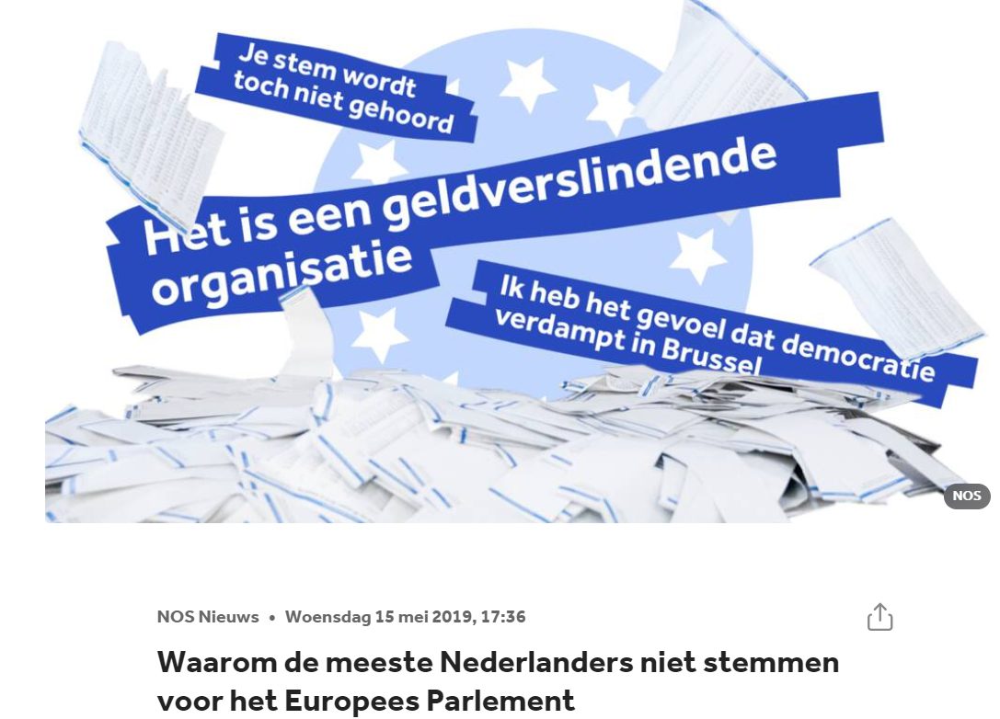 Je stem wordt
toch niet gehoord
Het is een geldverslindende
organisatie
Ik heb het gevoel dat democratie
verdampt in Brussel
NOS
NOS Nieuws • Woensdag 15 mei 2019, 17:36
Waarom de meeste Nederlanders niet stemmen
voor het Europees Parlement